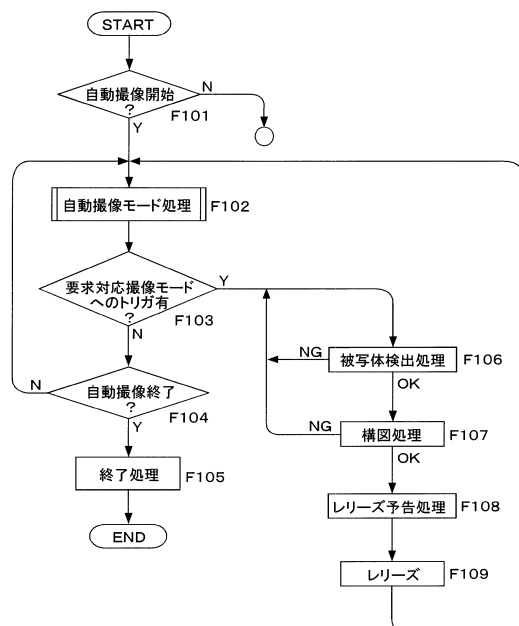 START
自動撮像開始
?
N
F101
Y
自動撮像モード処理
F102
要求対応撮像モード
へのトリガ有
?
Y
F103
N
NG
被写体検出処理
F106
OK
N
自動撮像終了
?
F104
Y
NG
構図処理
F107
OK
終了処理
F105
レリーズ予告処理
F108
END
レリーズ
F109